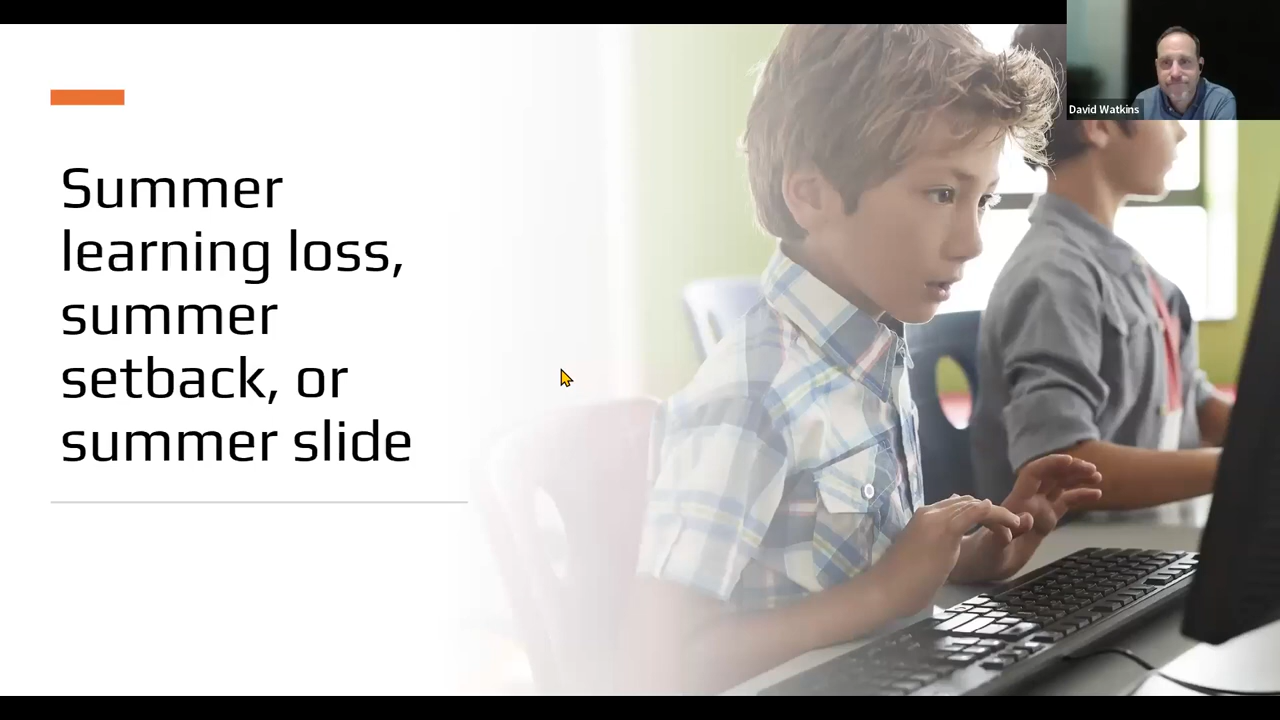 Summer
learning loss,
summer
setback, or
summer slide
David Watkins